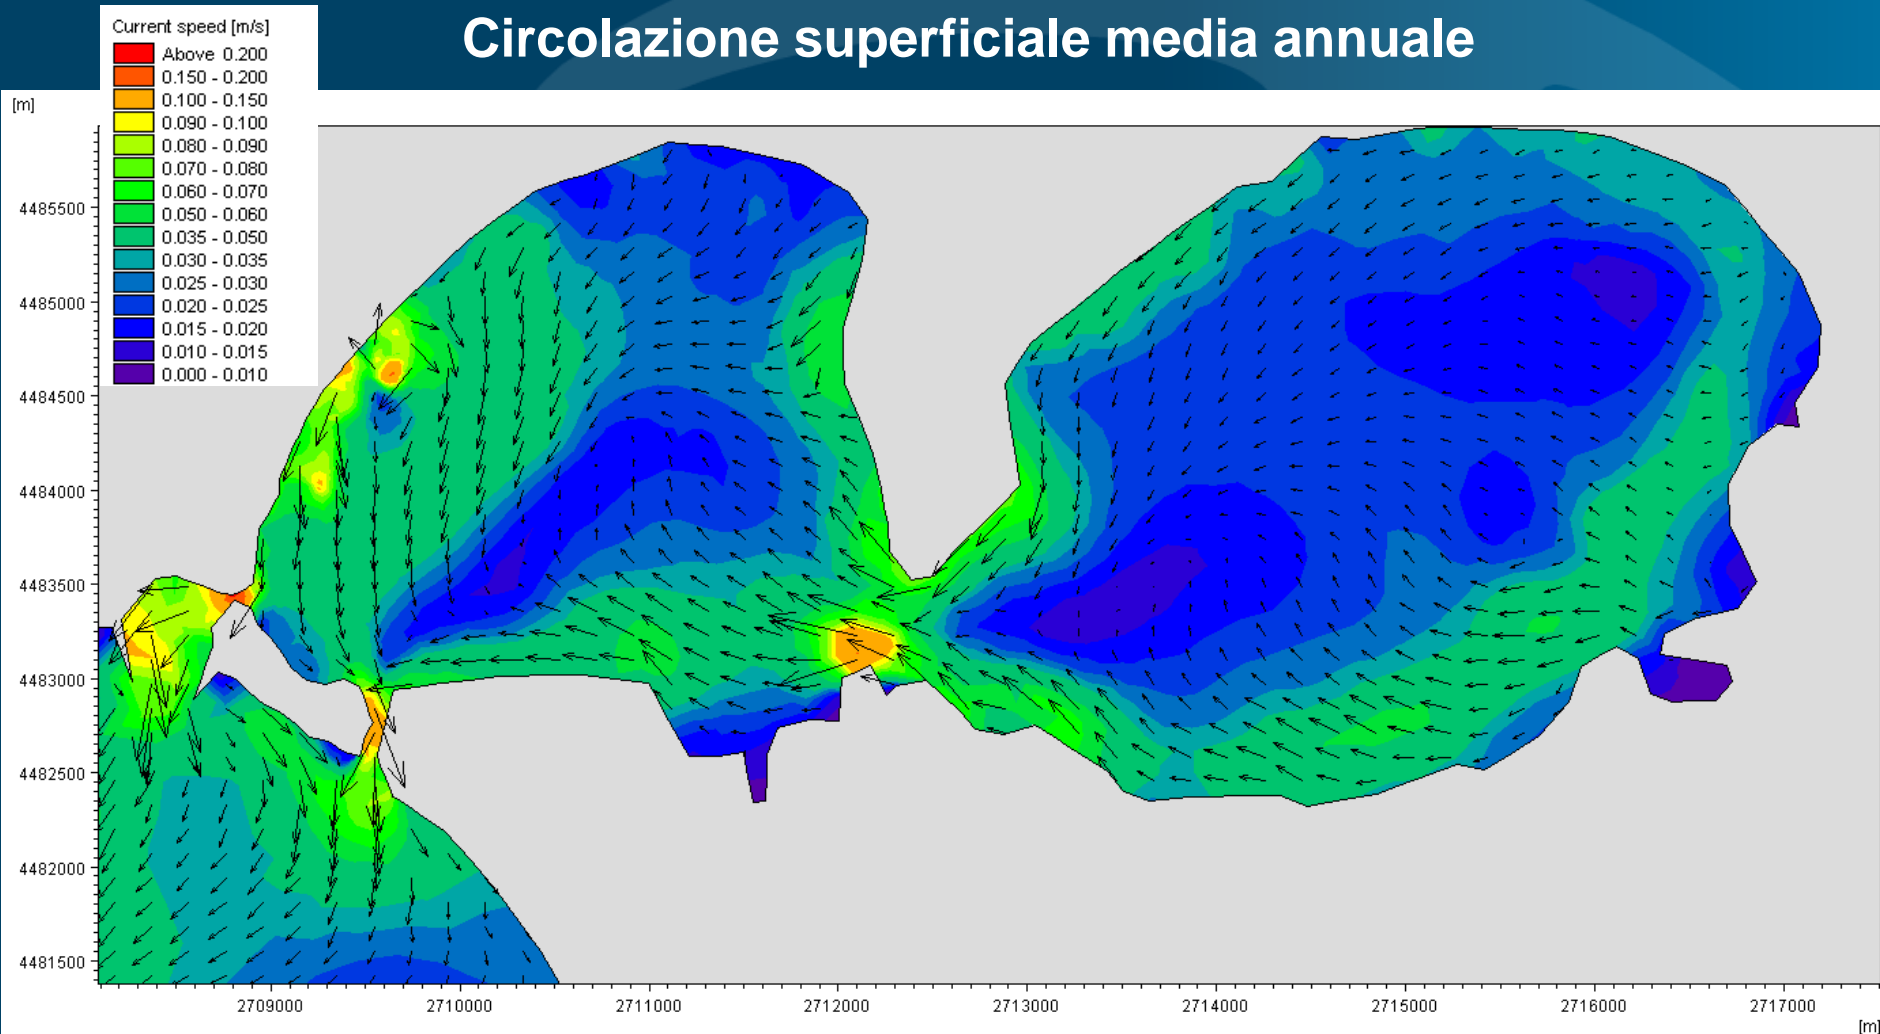 Circolazione superficiale media annuale
Current speed [m/s]
Above 0.200
0.150 - 0.200
0.100 - 0.150
0.090 - 0.100
0.080 - 0.090
0.070 - 0.080
0.060 - 0.070
0.050 - 0.060
0.035 - 0.050
0.030 - 0.035
0.025 - 0.030
0.020 - 0.025
0.015 - 0.020
0.010 - 0.015
0.000 - 0.010
[m]
4485500
4485000
4484500
4484000
4483500
4483000
4482500
4482000
4481500
2709000 2710000 2711000 2712000 2713000 2714000 2715000 2716000 2717000
[m]